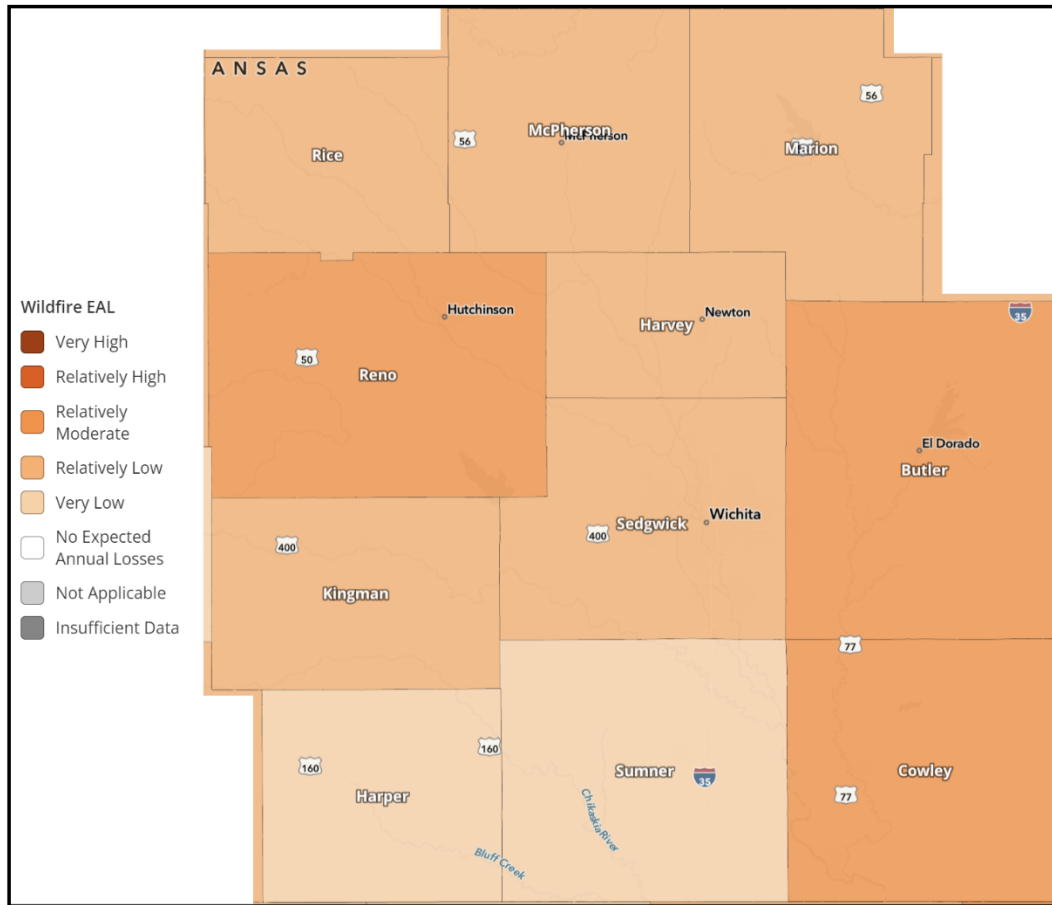 ANSAS
56
56
McPherson
McPherson
Marion
Rice
Wildfire EAL
Very High
Relatively High
Relatively
Moderate
Relatively Low
Very Low
No Expected
Annual Losses
Not Applicable
Insufficient Data
Hutchinson
50
Reno
Newton
Harvey
35
El Dorado
Butler
Wichita
Sedgwick
400
400
Kingman
77
160
160
Harper
Sumner
35
Cowley
77
Chikaskia River
Bluff Creek